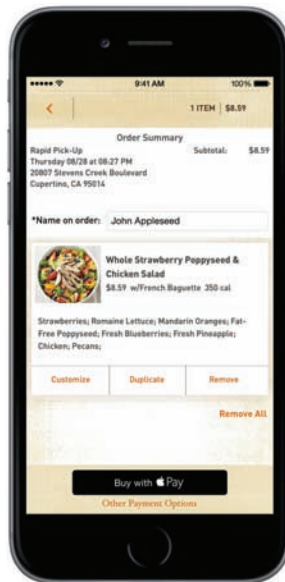 9:41 AM 100%
1 ITEM $8.59
Order Summary
Rapid Pick-Up Subtotal: $8.59
Thursday 08/28 at 08:27 PM
20807 Stevens Creek Boulevard
Cupertino, CA 95014
*Name on order: John Appleseed
Whole Strawberry Poppyseed &
Chicken Salad
$8.59 w/French Baguette 350 cal
Strawberries; Romaine Lettuce; Mandarin Oranges; Fat-
Free Poppyseed; Fresh Blueberries; Fresh Pineapple;
Chicken; Pecans;
Customize Duplicate Remove
Remove All
Buy with Pay
Other Payment Options